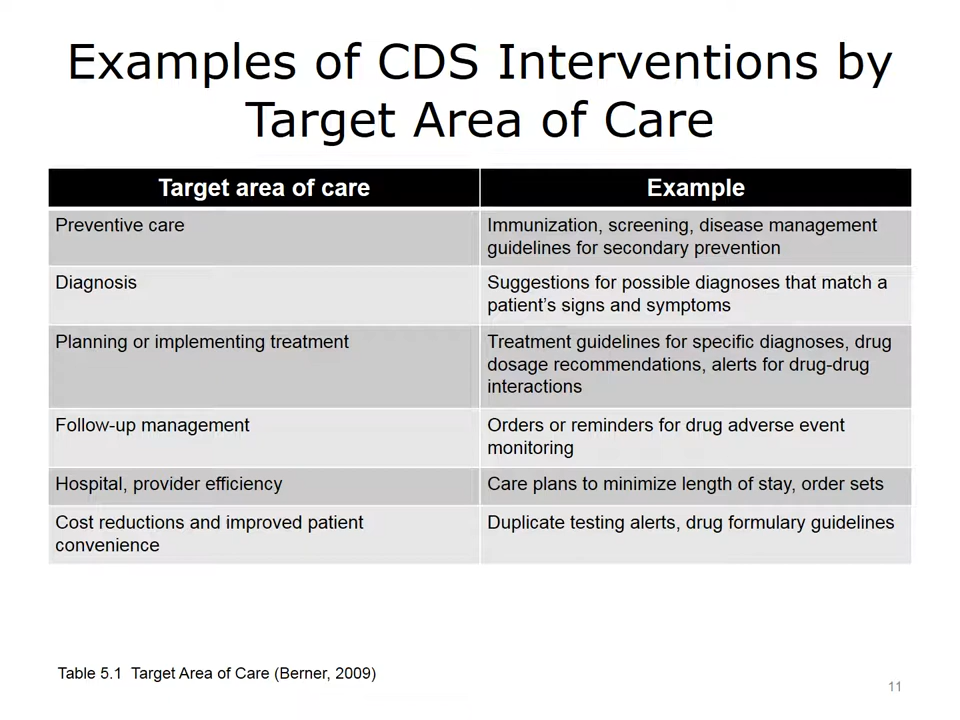 Examples of CDS Interventions by
Target Area of Care
Target area of care
Example
Preventive care
Immunization, screening, disease management
guidelines for secondary prevention
Diagnosis
Suggestions for possible diagnoses that match a
patient’s signs and symptoms
Planning or implementing treatment
Treatment guidelines for specific diagnoses, drug
dosage recommendations, alerts for drug-drug
interactions
Follow-up management
Orders or reminders for drug adverse event
monitoring
Hospital, provider efficiency
Care plans to minimize length of stay, order sets
Cost reductions and improved patient
convenience
Duplicate testing alerts, drug formulary guidelines
Table 5.1 Target Area of Care (Berner, 2009)
11